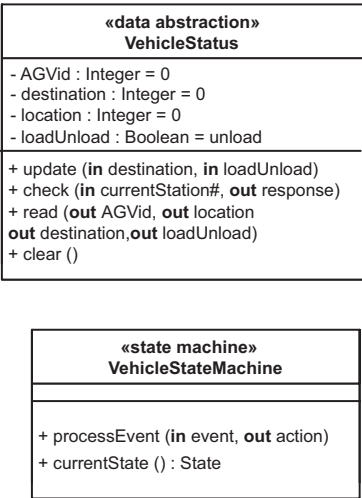 «data abstraction»
VehicleStatus
- AGVid : Integer = 0
- destination : Integer = 0
- location : Integer = 0
- loadUnload : Boolean = unload
+ update (in destination, in loadUnload)
+ check (in currentStation#, out response)
+ read (out AGVid, out location
out destination,out loadUnload)
+ clear ()
«state machine»
VehicleStateMachine
+ processEvent (in event, out action)
+ currentState () : State